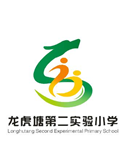 龙虎塘第二实验小学
Longhutang Second Experimental Primary School